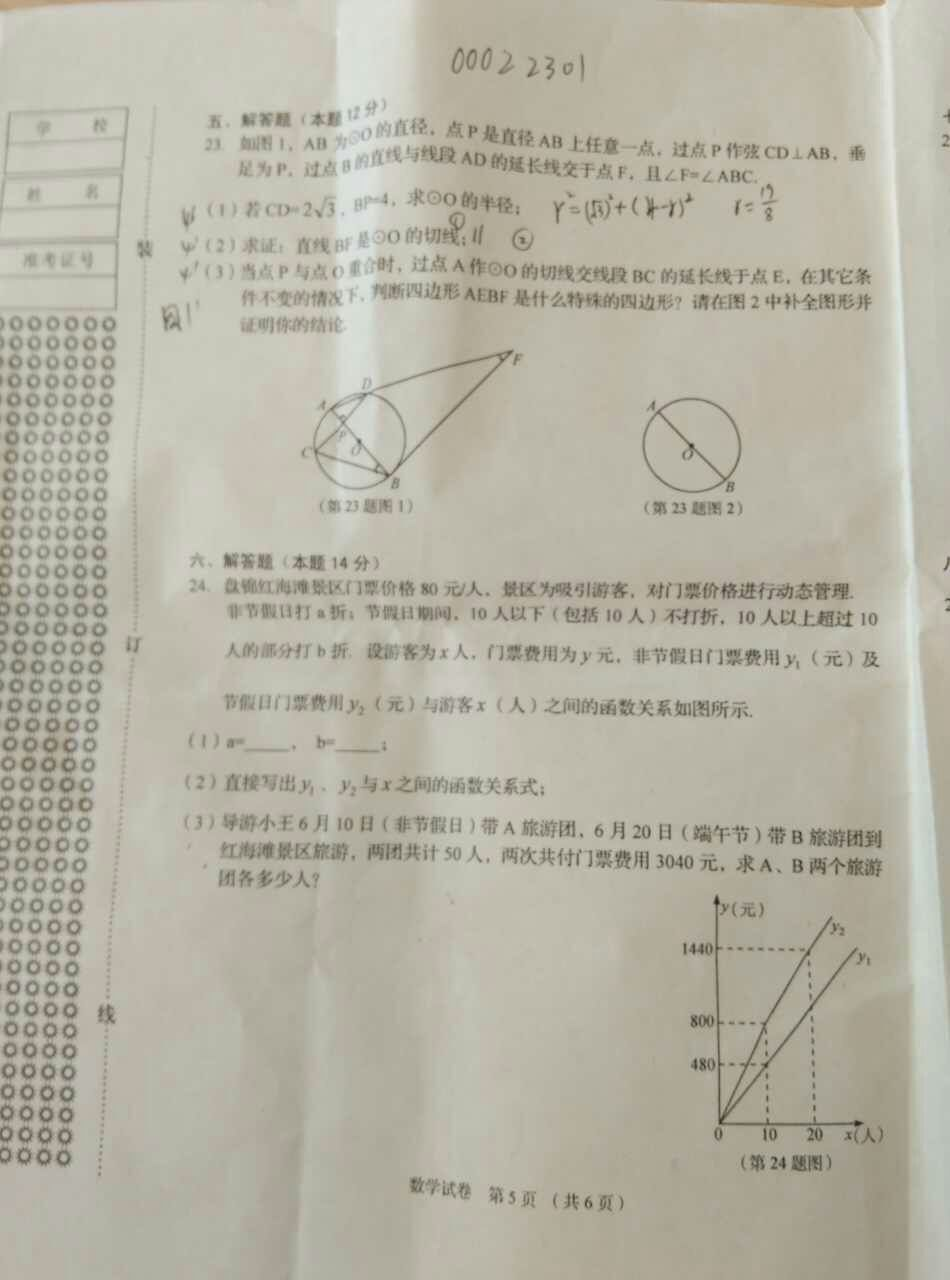 00022301
学 校
姓 名
准考证号
装
订
线
五、解答题（本题12分）
23. 如图1，AB为⊙O的直径，点P是直径AB上任意一点，过点P作弦CD⊥AB，垂
足为P，过点B的直线与线段AD的延长线交于点F，且∠F=∠ABC.
（1）若CD=2√3，BP=4，求⊙O的半径；
r²=(√3)²+(4-r)² r=19/8
（2）求证：直线BF是⊙O的切线；
②
（3）当点P与点O重合时，过点A作⊙O的切线交线段BC的延长线于点E，在其它条
件不变的情况下，判断四边形AEBF是什么特殊的四边形？请在图2中补全图形并
证明你的结论.
A D F C P O B
（第23题图1）
A O B
（第23题图2）
六、解答题（本题14分）
24. 盘锦红海滩景区门票价格80元/人，景区为吸引游客，对门票价格进行动态管理.
非节假日打a折；节假日期间，10人以下（包括10人）不打折，10人以上超过10
人的部分打b折. 设游客为x人，门票费用为y元，非节假日门票费用y₁（元）及
节假日门票费用y₂（元）与游客x（人）之间的函数关系如图所示.
（1）a=____， b=____；
（2）直接写出y₁、y₂与x之间的函数关系式；
（3）导游小王6月10日（非节假日）带A旅游团，6月20日（端午节）带B旅游团到
红海滩景区旅游，两团共计50人，两次共付门票费用3040元，求A、B两个旅游
团各多少人？
y(元)
y₂
1440
y₁
800
480
0 10 20 x(人)
（第24题图）
数学试卷 第5页（共6页）